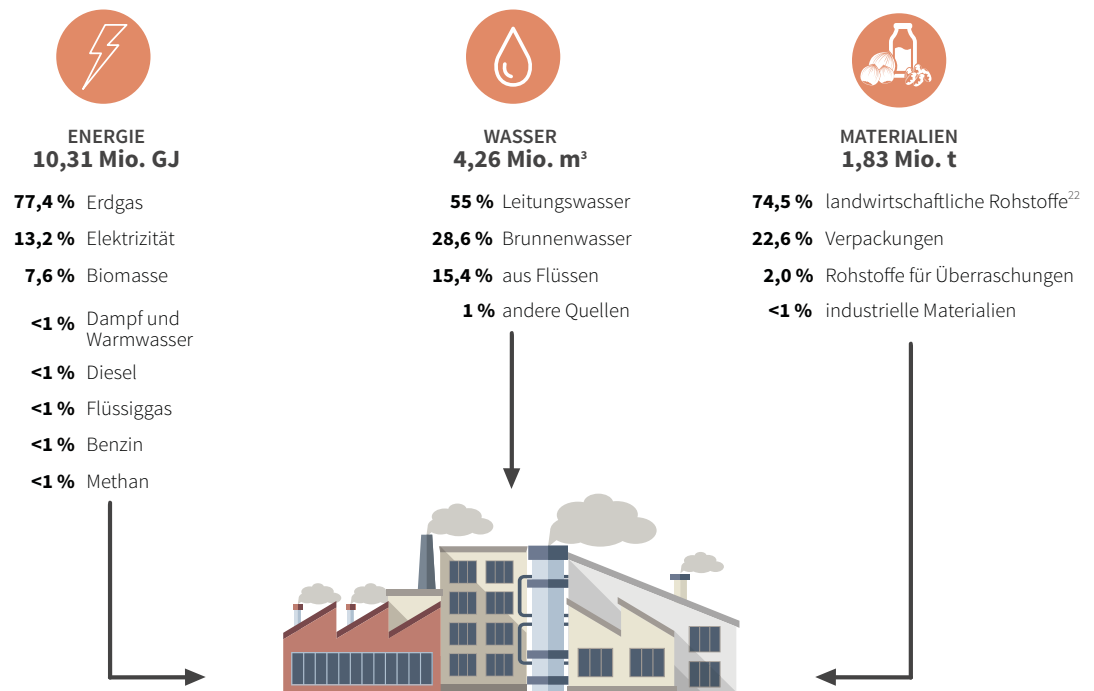 ENERGIE
10,31 Mio. GJ
77,4 % Erdgas
13,2 % Elektrizität
7,6 % Biomasse
<1 % Dampf und
Warmwasser
<1 % Diesel
<1 % Flüssiggas
<1 % Benzin
<1 % Methan
WASSER
4,26 Mio. m³
55 % Leitungswasser
28,6 % Brunnenwasser
15,4 % aus Flüssen
1 % andere Quellen
MATERIALIEN
1,83 Mio. t
74,5 % landwirtschaftliche Rohstoffe²²
22,6 % Verpackungen
2,0 % Rohstoffe für Überraschungen
<1 % industrielle Materialien